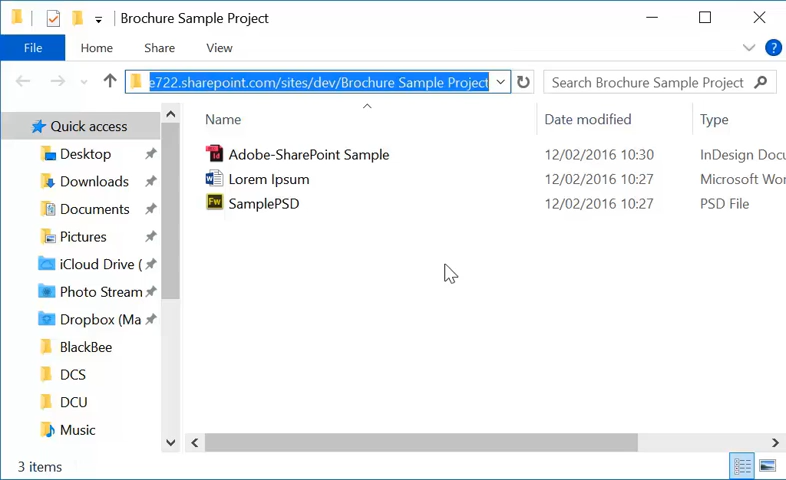 Brochure Sample Project
File Home Share View
e722.sharepoint.com/sites/dev/Brochure Sample Project
Search Brochure Sample Project
Name Date modified Type
Quick access
Desktop
Downloads
Documents
Pictures
iCloud Drive (
Photo Stream
Dropbox (Ma
BlackBee
DCS
DCU
Music
Adobe-SharePoint Sample 12/02/2016 10:30 InDesign Docu
Lorem Ipsum 12/02/2016 10:27 Microsoft Wor
SamplePSD 12/02/2016 10:27 PSD File
3 items